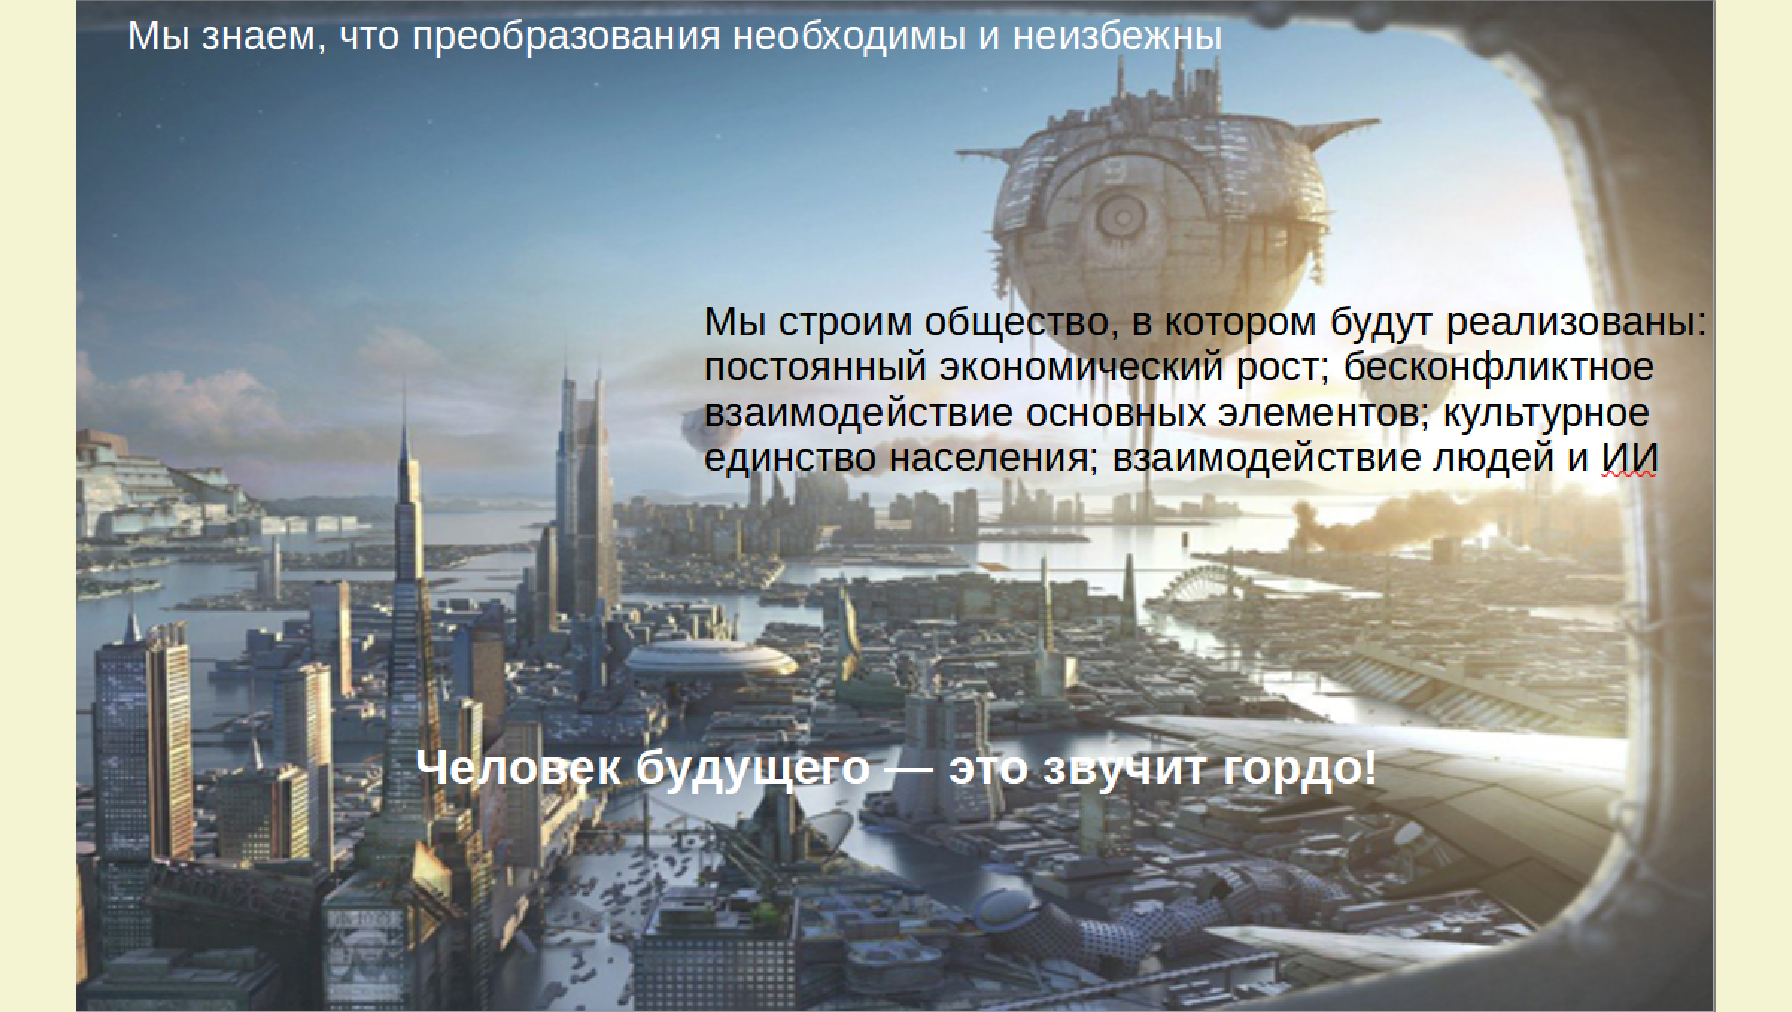 Мы знаем, что преобразования необходимы и неизбежны
Мы строим общество, в котором будут реализованы:
постоянный экономический рост; бесконфликтное
взаимодействие основных элементов; культурное
единство населения; взаимодействие людей и ИИ
Человек будущего — это звучит гордо!